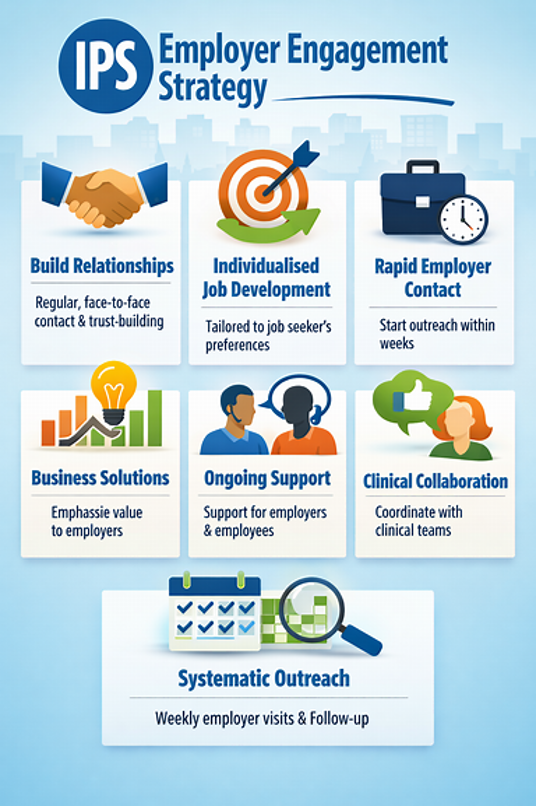 IPS
Employer Engagement
Strategy
Build Relationships
Regular, face-to-face
contact & trust-building
Individualised
Job Development
Tailored to job seeker's
preferences
Rapid Employer
Contact
Start outreach within
weeks
Business Solutions
Emphassie value
to employers
Ongoing Support
Support for employers
& employees
Clinical Collaboration
Coordinate with
clinical teams
Systematic Outreach
Weekly employer visits & Follow-up